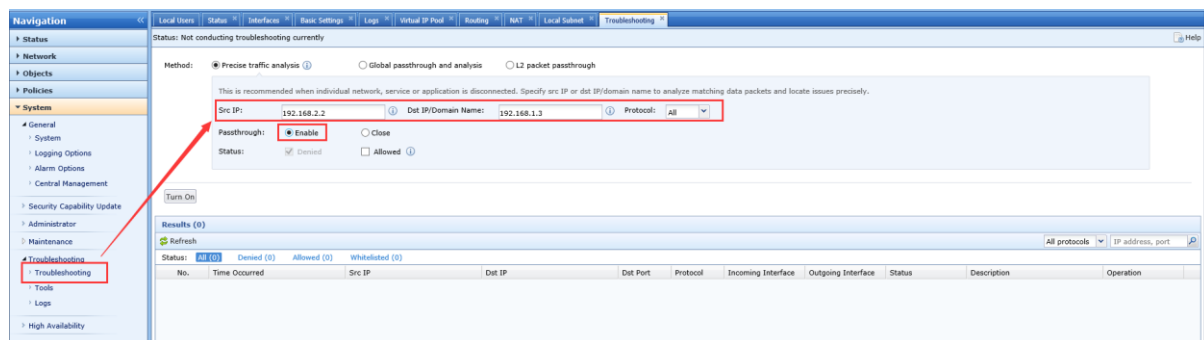 Navigation
Local Users Status Interfaces Basic Settings Logs Virtual IP Pool Routing NAT Local Subnet Troubleshooting
Status
Network
Objects
Policies
System
General
System
Logging Options
Alarm Options
Central Management
Security Capability Update
Administrator
Maintenance
Troubleshooting
Troubleshooting
Tools
Logs
High Availability
Status: Not conducting troubleshooting currently
Help
Method: Precise traffic analysis Global passthrough and analysis L2 packet passthrough
This is recommended when individual network, service or application is disconnected. Specify src IP or dst IP/domain name to analyze matching data packets and locate issues precisely.
Src IP: 192.168.2.2 Dst IP/Domain Name: 192.168.1.3 Protocol: All
Passthrough: Enable Close
Status: Denied Allowed
Turn On
Results (0)
Refresh All protocols IP address, port
Status: All (0) Denied (0) Allowed (0) Whitelisted (0)
No. Time Occurred Src IP Dst IP Dst Port Protocol Incoming Interface Outgoing Interface Status Description Operation